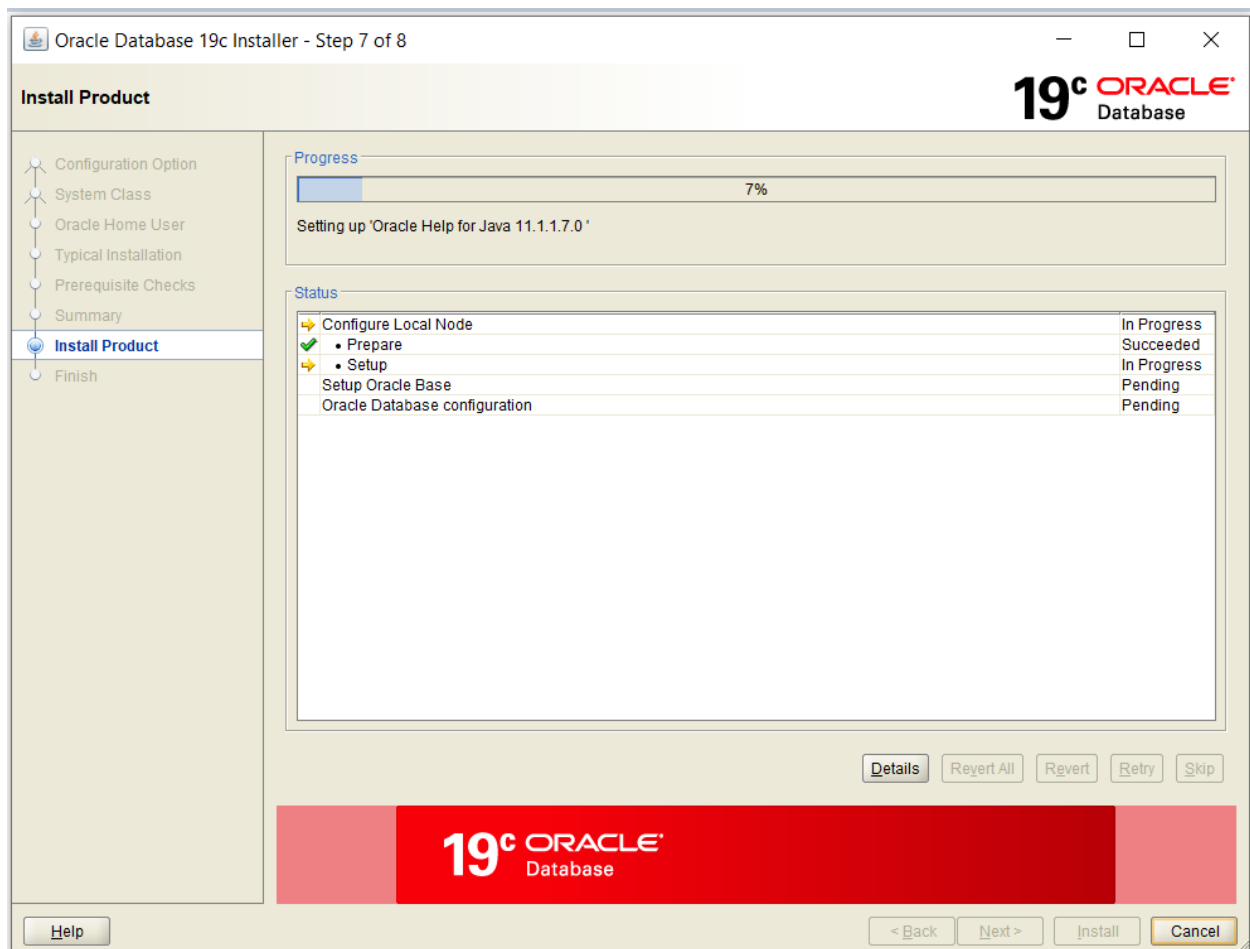 Oracle Database 19c Installer - Step 7 of 8
Install Product
19c ORACLE
Database
Configuration Option
System Class
Oracle Home User
Typical Installation
Prerequisite Checks
Summary
Install Product
Finish
Progress
7%
Setting up 'Oracle Help for Java 11.1.1.7.0 '
Status
Configure Local Node In Progress
• Prepare Succeeded
• Setup In Progress
Setup Oracle Base Pending
Oracle Database configuration Pending
Details Revert All Revert Retry Skip
19c ORACLE
Database
Help < Back Next > Install Cancel